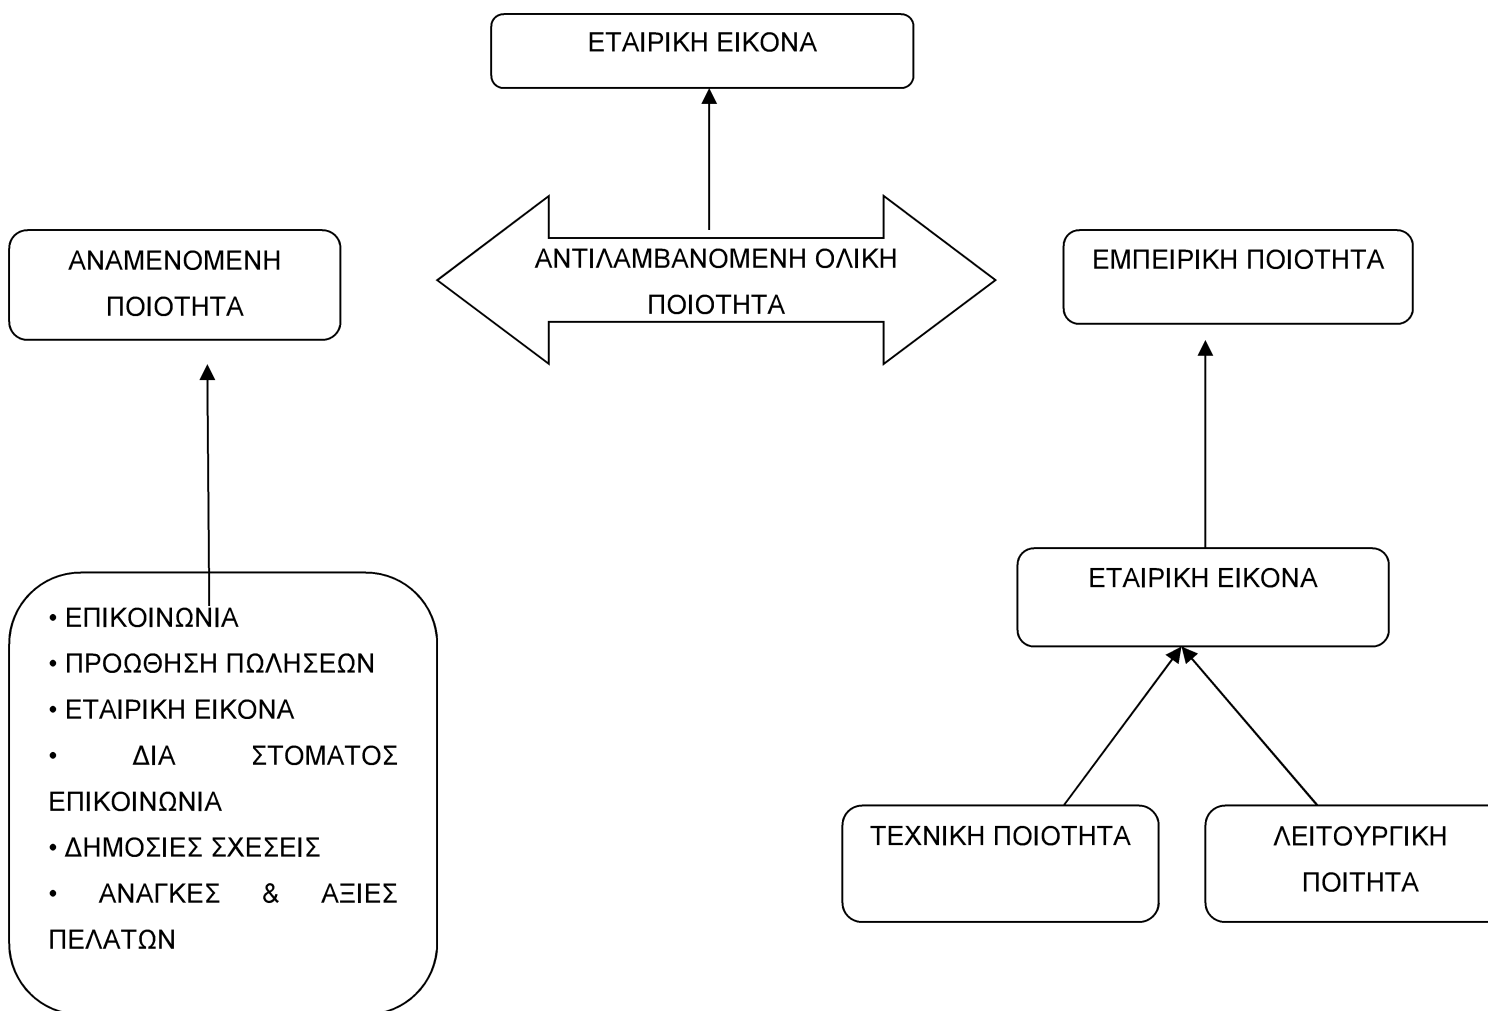 ΕΤΑΙΡΙΚΗ ΕΙΚΟΝΑ
ΑΝΑΜΕΝΟΜΕΝΗ
ΠΟΙΟΤΗΤΑ
ΑΝΤΙΛΑΜΒΑΝΟΜΕΝΗ ΟΛΙΚΗ
ΠΟΙΟΤΗΤΑ
ΕΜΠΕΙΡΙΚΗ ΠΟΙΟΤΗΤΑ
• ΕΠΙΚΟΙΝΩΝΙΑ
• ΠΡΟΩΘΗΣΗ ΠΩΛΗΣΕΩΝ
• ΕΤΑΙΡΙΚΗ ΕΙΚΟΝΑ
• ΔΙΑ ΣΤΟΜΑΤΟΣ
ΕΠΙΚΟΙΝΩΝΙΑ
• ΔΗΜΟΣΙΕΣ ΣΧΕΣΕΙΣ
• ΑΝΑΓΚΕΣ & ΑΞΙΕΣ
ΠΕΛΑΤΩΝ
ΕΤΑΙΡΙΚΗ ΕΙΚΟΝΑ
ΤΕΧΝΙΚΗ ΠΟΙΟΤΗΤΑ
ΛΕΙΤΟΥΡΓΙΚΗ
ΠΟΙΤΗΤΑ